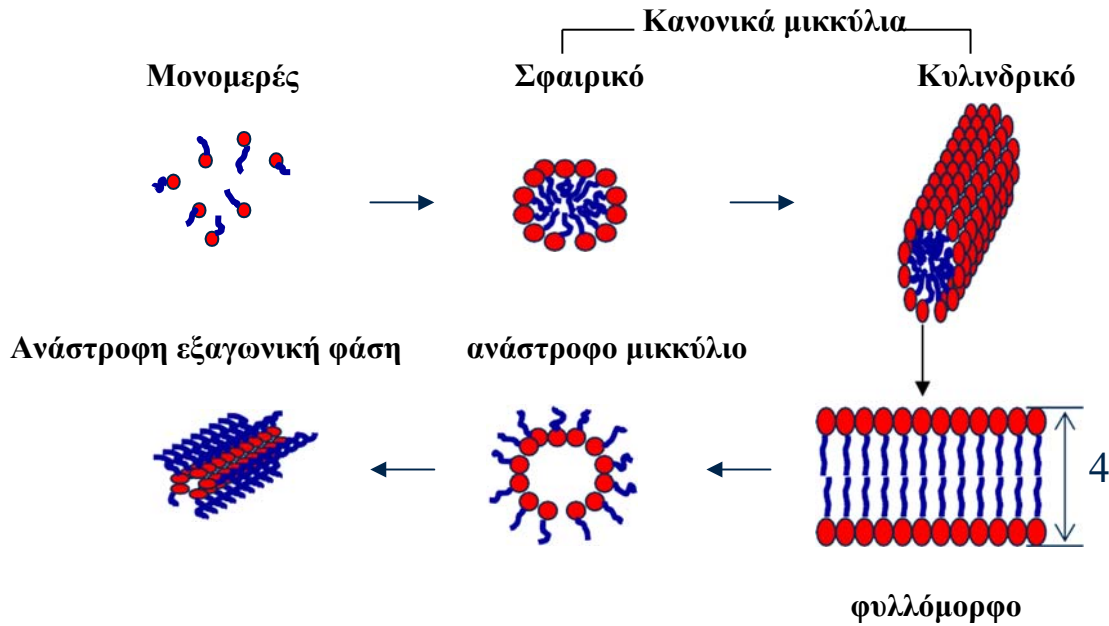 Κανονικά μικκύλια
Μονομερές
Σφαιρικό
Κυλινδρικό
Ανάστροφη εξαγωνική φάση
ανάστροφο μικκύλιο
4
φυλλόμορφο